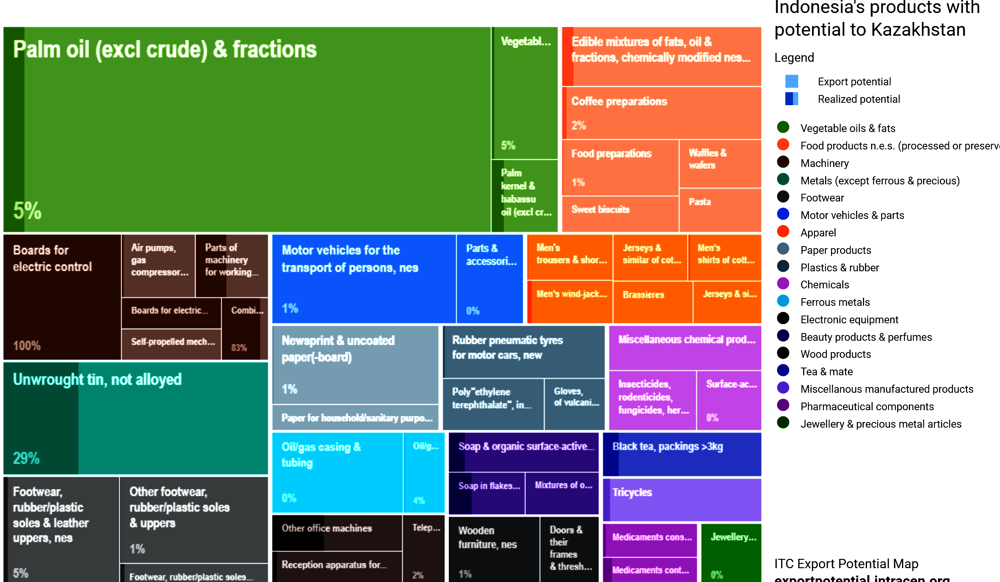 Indonesia's products with
potential to Kazakhstan
Legend
Export potential
Realized potential
Vegetable oils & fats
Food products n.e.s. (processed or preserve
Machinery
Metals (except ferrous & precious)
Footwear
Motor vehicles & parts
Apparel
Paper products
Plastics & rubber
Chemicals
Ferrous metals
Electronic equipment
Beauty products & perfumes
Wood products
Tea & mate
Miscellanous manufactured products
Pharmaceutical components
Jewellery & precious metal articles
ITC Export Potential Map
exportpotential.intracen.org
Palm oil (excl crude) & fractions
5%
Vegetabl...
5%
Palm
kernel &
babassu
oil (excl cr...
Edible mixtures of fats, oil &
fractions, chemically modified nes...
Coffee preparations
2%
Food preparations
1%
Waffles &
wafers
Sweet biscuits
Pasta
Boards for
electric control
100%
Air pumps,
gas
compressor...
Parts of
machinery
for working...
Boards for electric...
Combi...
83%
Self-propelled mech...
Motor vehicles for the
transport of persons, nes
1%
Parts &
accessori...
0%
Men's
trousers & shor...
Jerseys &
similar of cot...
Men's
shirts of cott...
Men's wind-jack...
Brassieres
Jerseys & si...
Unwrought tin, not alloyed
29%
Newsprint & uncoated
paper(-board)
1%
Paper for household/sanitary purpo...
Rubber pneumatic tyres
for motor cars, new
Poly"ethylene
terephthalate", in...
Gloves,
of vulcani...
Miscellaneous chemical prod...
Insecticides,
rodenticides,
fungicides, her...
Surface-ac...
0%
Footwear,
rubber/plastic
soles & leather
uppers, nes
5%
Other footwear,
rubber/plastic soles
& uppers
1%
Footwear, rubber/plastic soles...
Oil/gas casing &
tubing
0%
Oil/g...
4%
Soap & organic surface-active...
Soap in flakes...
Mixtures of o...
Black tea, packings >3kg
Tricycles
Other office machines
Telep...
2%
Reception apparatus for...
Wooden
furniture, nes
1%
Doors &
their
frames
& thresh...
Medicaments cons...
Medicaments cont...
Jewellery...
0%